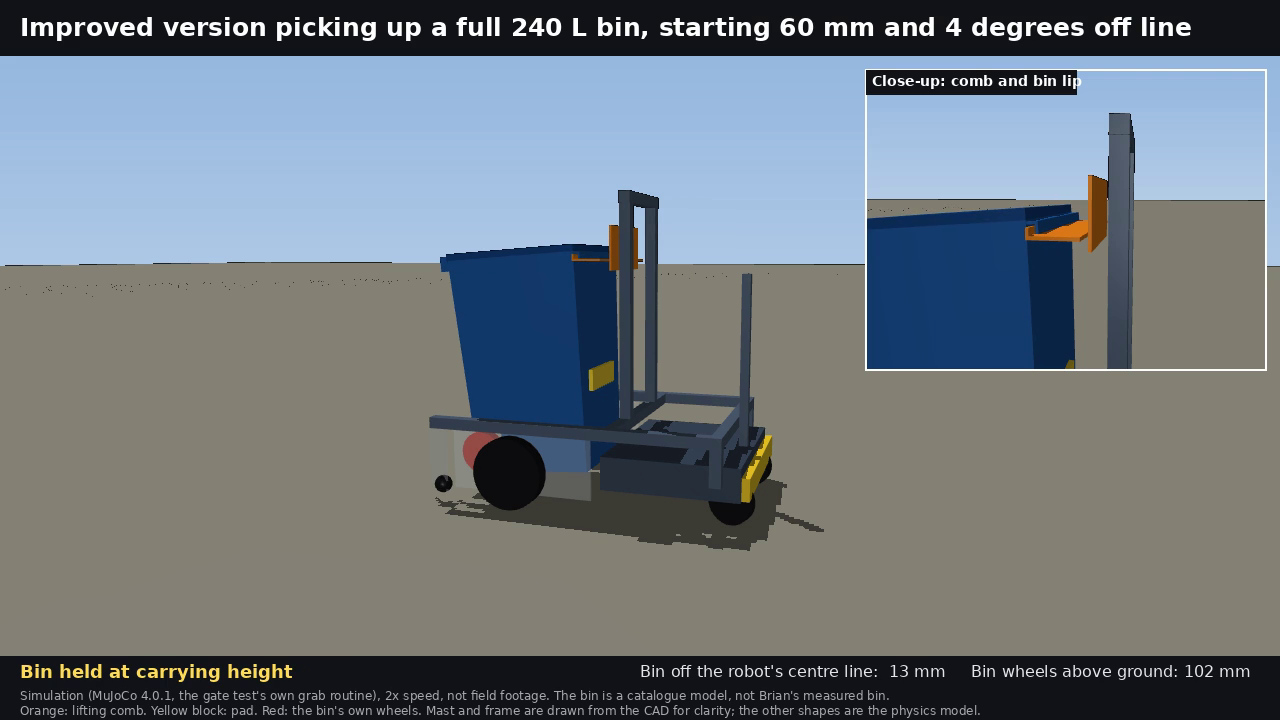 Improved version picking up a full 240 L bin, starting 60 mm and 4 degrees off line
Close-up: comb and bin lip
Bin held at carrying height
Bin off the robot's centre line:  13 mm
Bin wheels above ground: 102 mm
Simulation (MuJoCo 4.0.1, the gate test's own grab routine), 2x speed, not field footage. The bin is a catalogue model, not Brian's measured bin.
Orange: lifting comb. Yellow block: pad. Red: the bin's own wheels. Mast and frame are drawn from the CAD for clarity; the other shapes are the physics model.